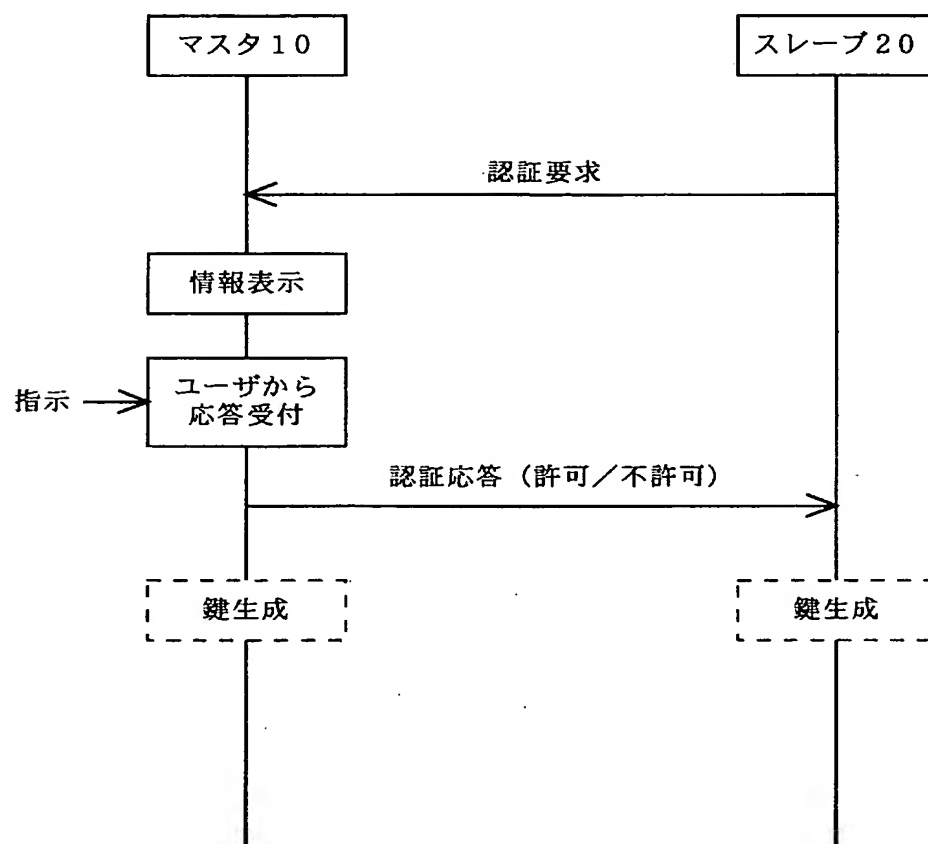 マスタ10
スレーブ20
認証要求
情報表示
指示
ユーザから
応答受付
認証応答（許可／不許可）
鍵生成
鍵生成